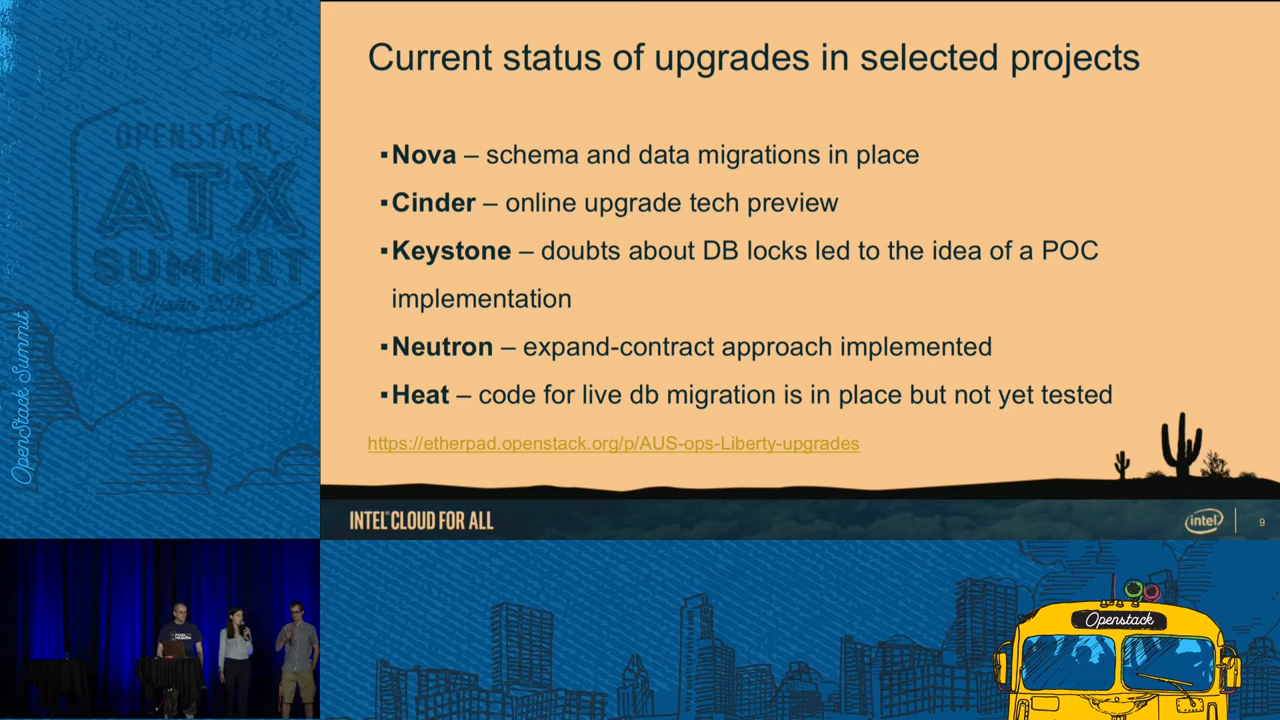 Current status of upgrades in selected projects
▪Nova – schema and data migrations in place
▪Cinder – online upgrade tech preview
▪Keystone – doubts about DB locks led to the idea of a POC
implementation
▪Neutron – expand-contract approach implemented
▪Heat – code for live db migration is in place but not yet tested
https://etherpad.openstack.org/p/AUS-ops-Liberty-upgrades
INTEL® CLOUD FOR ALL
intel
9
OPENSTACK
ATX
SUMMIT
Austin 2016
OpenStack Summit
Openstack